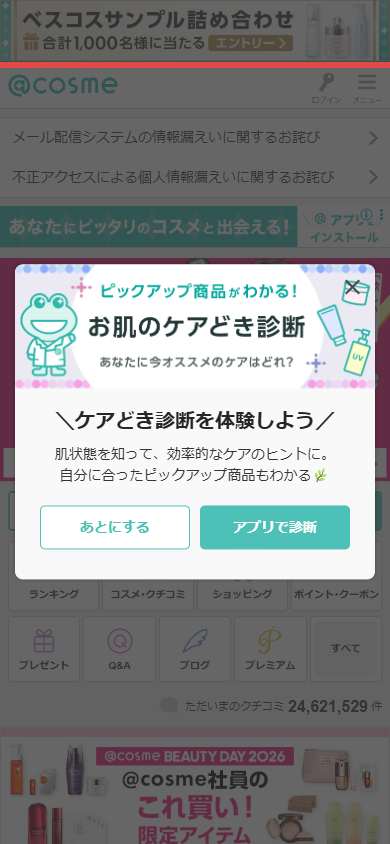 ベスコスサンプル詰め合わせ
合計1,000名様に当たる エントリー
@cosme
ログイン
メニュー
メール配信システムの情報漏えいに関するお詫び
不正アクセスによる個人情報漏えいに関するお詫び
あなたにピッタリのコスメと出会える!
@ アプリ
インストール
ピックアップ商品がわかる!
お肌のケアどき診断
あなたに今オススメのケアはどれ?
UV
＼ケアどき診断を体験しよう／
肌状態を知って、効率的なケアのヒントに。
自分に合ったピックアップ商品もわかる
あとにする
アプリで診断
ランキング
コスメ・クチコミ
ショッピング
ポイント・クーポン
プレゼント
Q&A
ブログ
プレミアム
すべて
ただいまのクチコミ 24,621,529 件
@cosme BEAUTY DAY 2026
@cosme社員の
これ買い!
限定アイテム